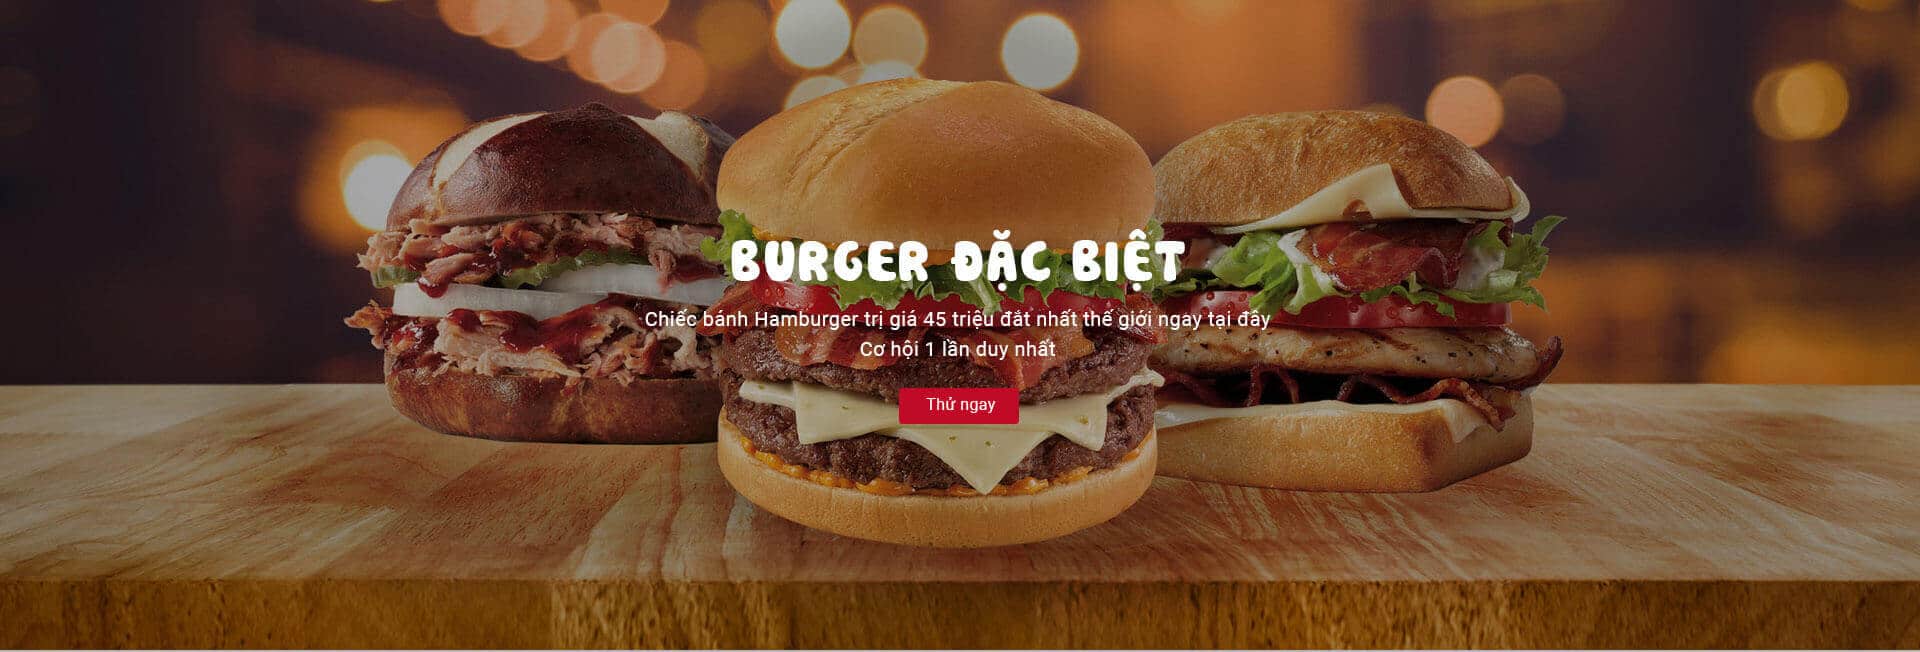 BURGER ĐẶC BIỆT
Chiếc bánh Hamburger trị giá 45 triệu đắt nhất thế giới ngay tại đây
Cơ hội 1 lần duy nhất
Thử ngay